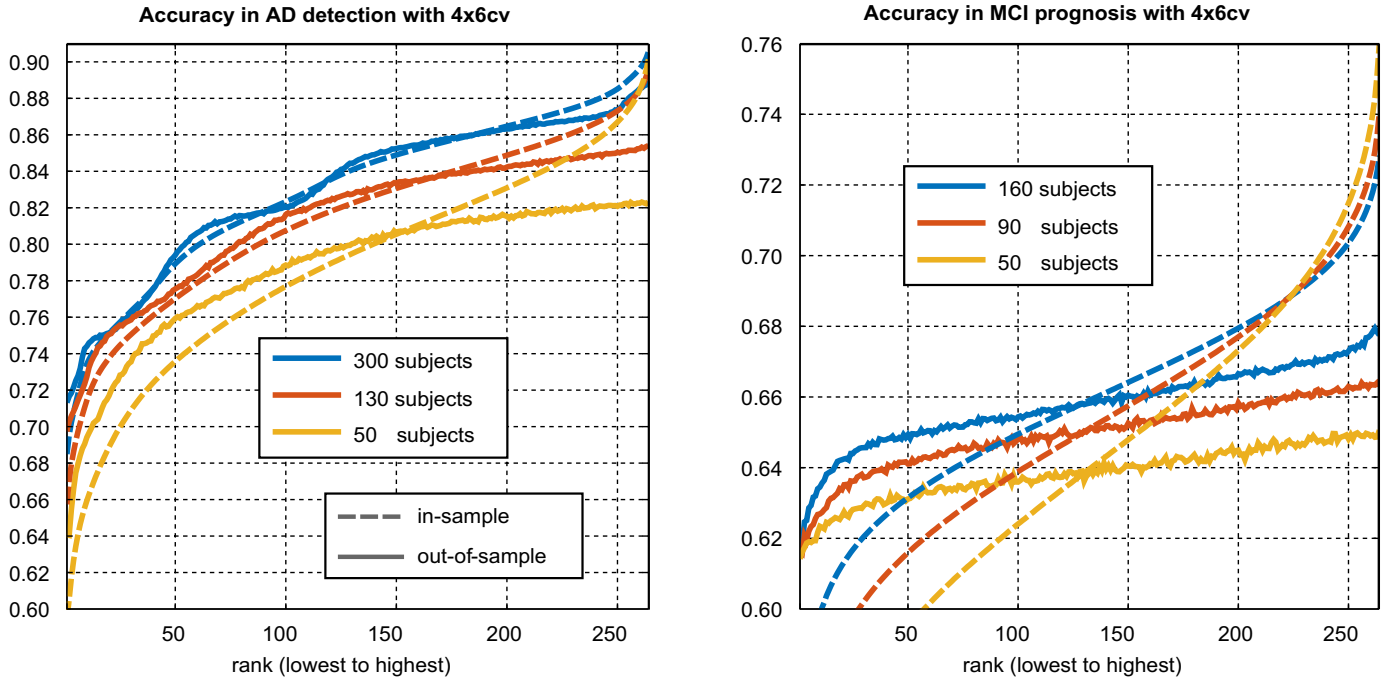 Accuracy in AD detection with 4x6cv
0.90
0.88
0.86
0.84
0.82
0.80
0.78
0.76
0.74
0.72
0.70
0.68
0.66
0.64
0.62
0.60
300 subjects
130 subjects
50 subjects
in-sample
out-of-sample
50 100 150 200 250
rank (lowest to highest)
Accuracy in MCI prognosis with 4x6cv
0.76
0.74
0.72
0.70
0.68
0.66
0.64
0.62
0.60
160 subjects
90 subjects
50 subjects
50 100 150 200 250
rank (lowest to highest)